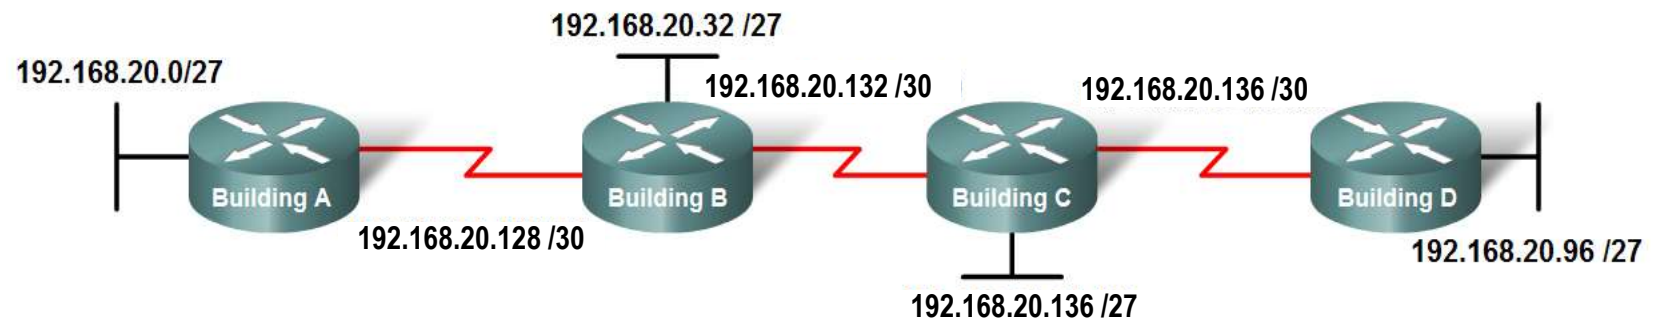 192.168.20.32 /27
192.168.20.0/27
192.168.20.132 /30
192.168.20.136 /30
Building A
Building B
Building C
Building D
192.168.20.128 /30
192.168.20.96 /27
192.168.20.136 /27